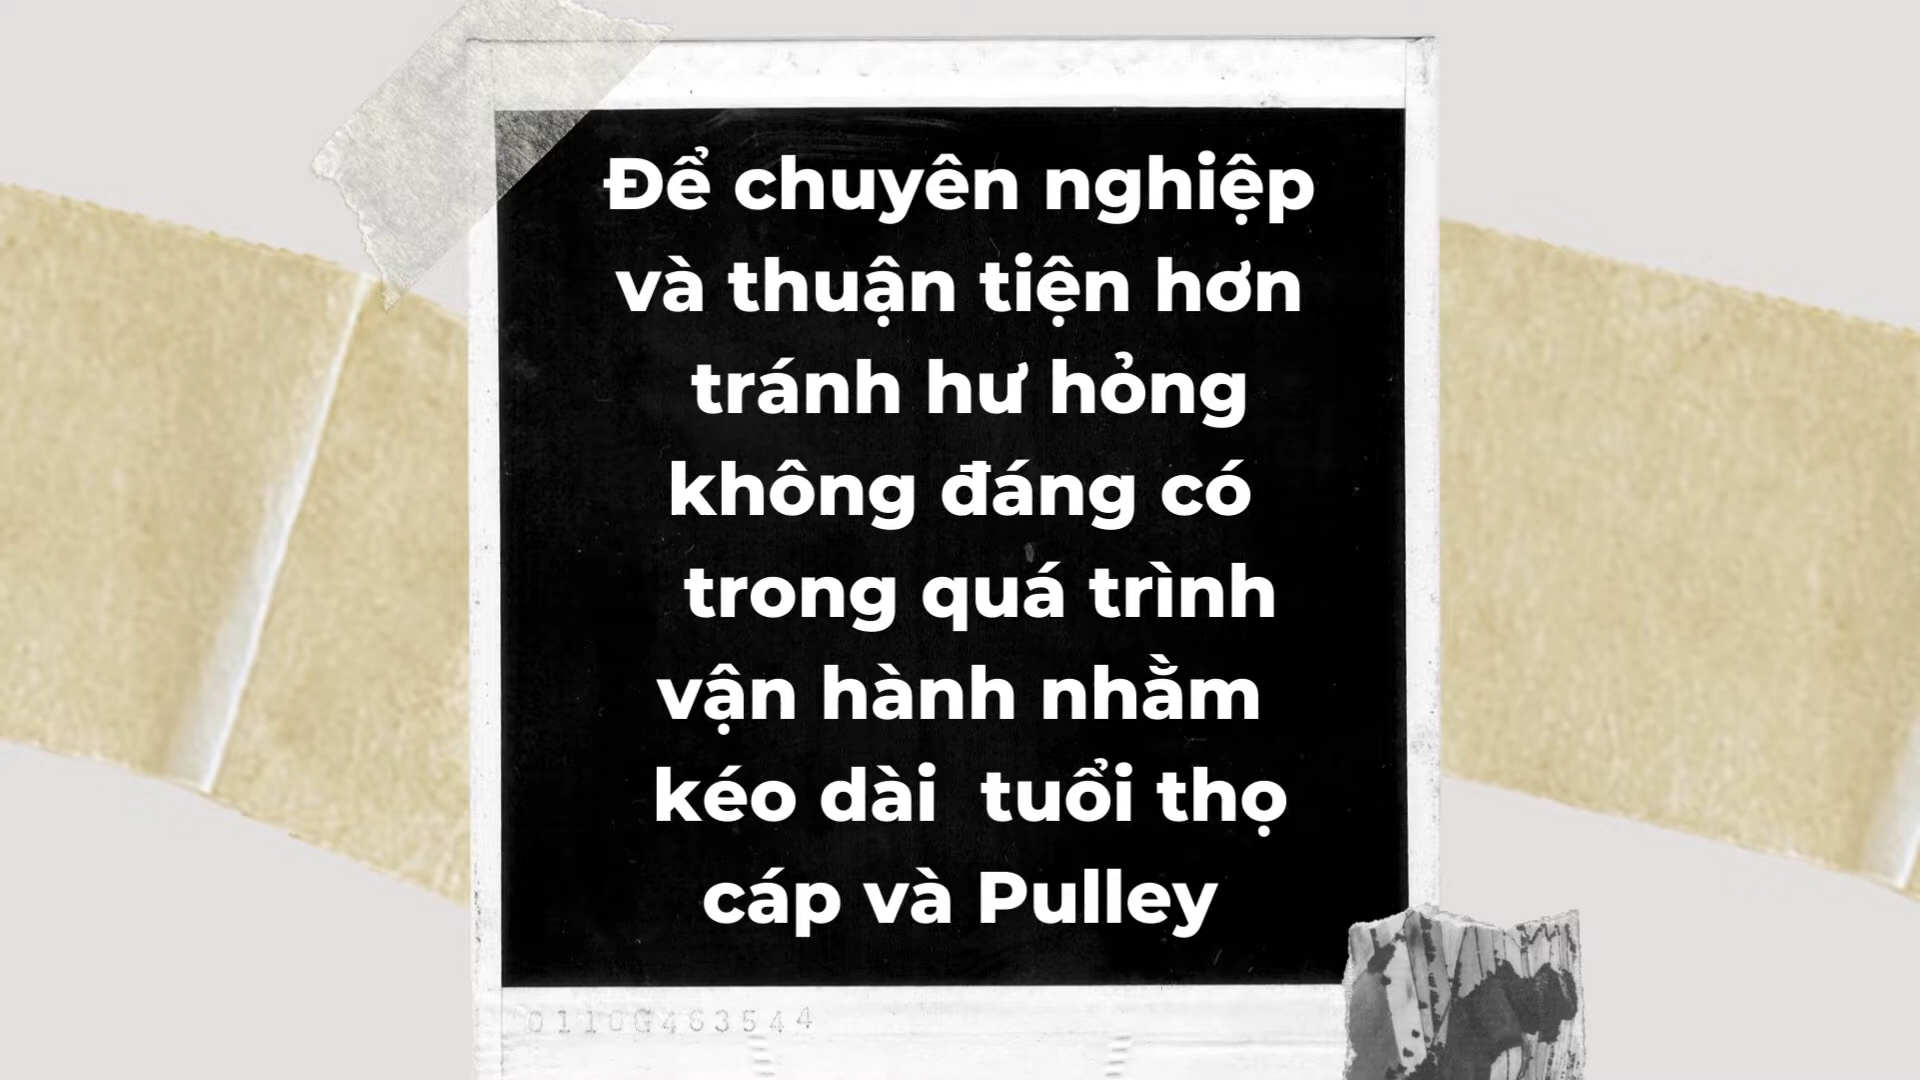 Để chuyên nghiệp
và thuận tiện hơn
tránh hư hỏng
không đáng có
trong quá trình
vận hành nhằm
kéo dài tuổi thọ
cáp và Pulley
0110G463544